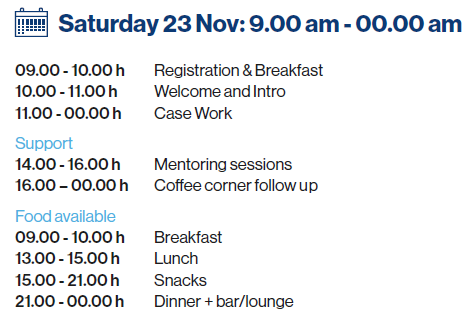 Saturday 23 Nov: 9.00 am - 00.00 am
09.00 - 10.00 h Registration & Breakfast
10.00 - 11.00 h Welcome and Intro
11.00 - 00.00 h Case Work
Support
14.00 - 16.00 h Mentoring sessions
16.00 – 00.00 h Coffee corner follow up
Food available
09.00 - 10.00 h Breakfast
13.00 - 15.00 h Lunch
15.00 - 21.00 h Snacks
21.00 - 00.00 h Dinner + bar/lounge